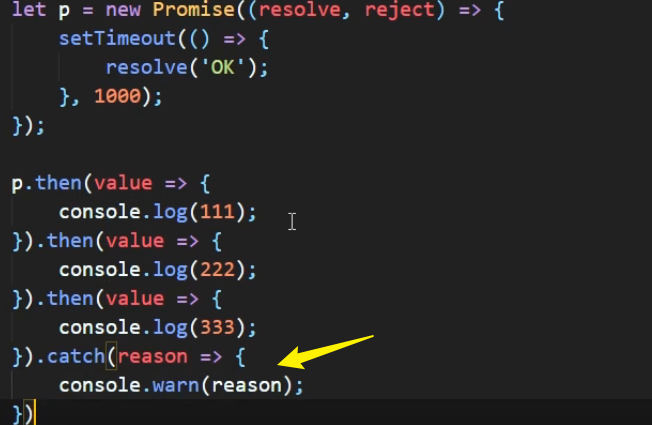 let p = new Promise((resolve, reject) => {
    setTimeout(() => {
        resolve('OK');
    }, 1000);
});

p.then(value => {
    console.log(111);
}).then(value => {
    console.log(222);
}).then(value => {
    console.log(333);
}).catch(reason => {
    console.warn(reason);
})